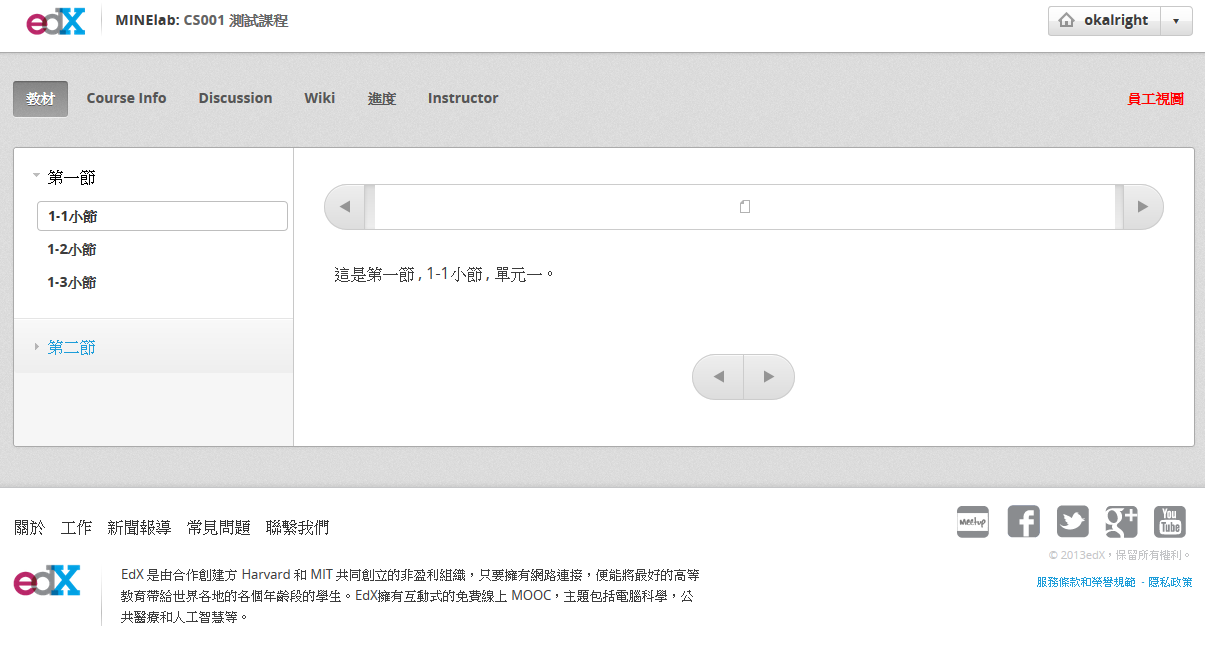 edX MINElab: CS001 測試課程 okalright
教材 Course Info Discussion Wiki 進度 Instructor 員工視圖
第一節
1-1小節
1-2小節
1-3小節
第二節
這是第一節 , 1-1小節 , 單元一。
關於 工作 新聞報導 常見問題 聯繫我們
Meetup You Tube
© 2013edX，保留所有權利。
服務條款和榮譽規範 - 隱私政策
edX
EdX 是由合作創建方 Harvard 和 MIT 共同創立的非盈利組織，只要擁有網路連接，便能將最好的高等
教育帶給世界各地的各個年齡段的學生。EdX擁有互動式的免費線上 MOOC，主題包括電腦科學，公
共醫療和人工智慧等。